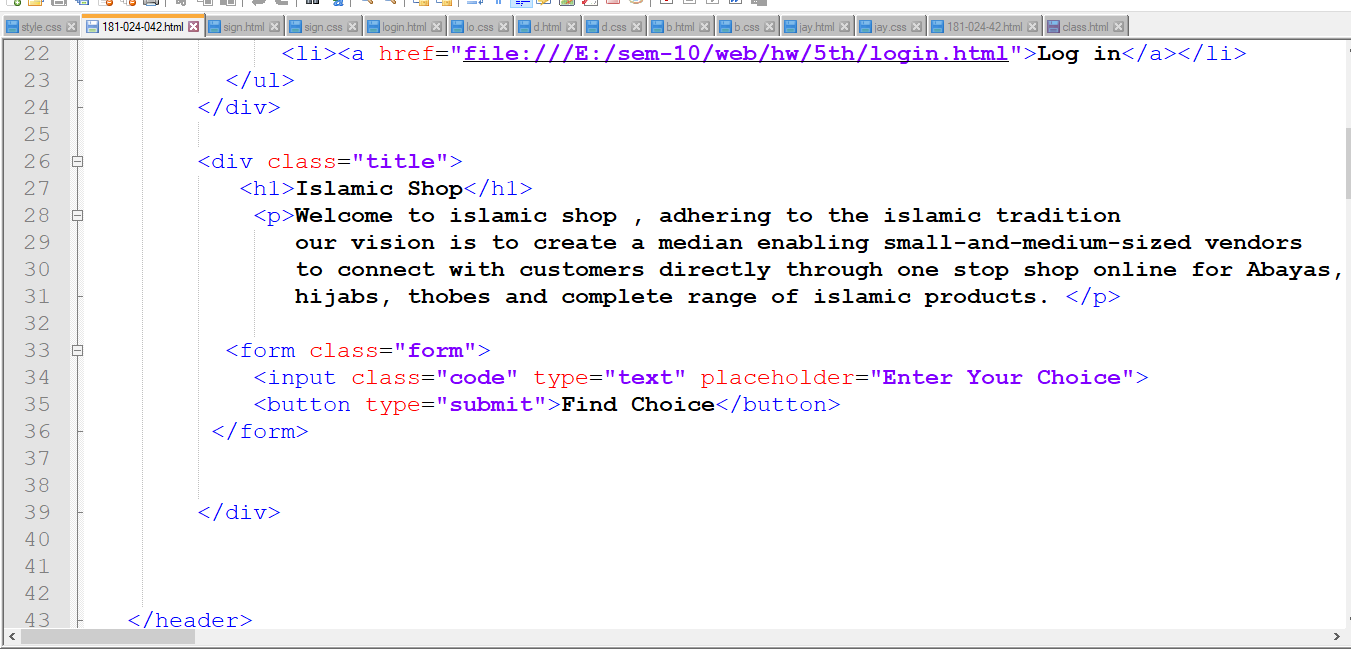 style.css 181-024-042.html sign.html sign.css login.html lo.css d.html d.css b.html b.css jay.html jay.css 181-024-42.html class.html
22 <li><a href="file:///E:/sem-10/web/hw/5th/login.html">Log in</a></li>
23 </ul>
24 </div>
25
26 <div class="title">
27 <h1>Islamic Shop</h1>
28 <p>Welcome to islamic shop , adhering to the islamic tradition
29 our vision is to create a median enabling small-and-medium-sized vendors
30 to connect with customers directly through one stop shop online for Abayas,
31 hijabs, thobes and complete range of islamic products. </p>
32
33 <form class="form">
34 <input class="code" type="text" placeholder="Enter Your Choice">
35 <button type="submit">Find Choice</button>
36 </form>
37
38
39 </div>
40
41
42
43 </header>